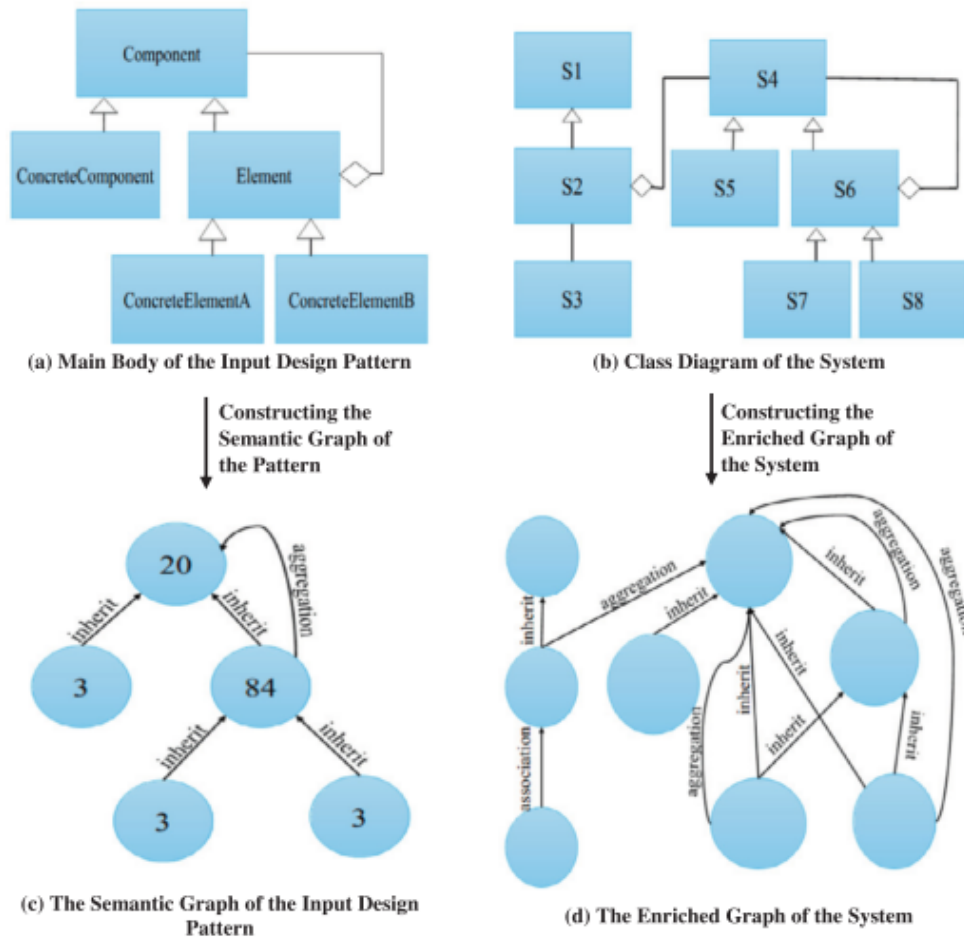 Component
ConcreteComponent
Element
ConcreteElementA
ConcreteElementB
(a) Main Body of the Input Design Pattern
S1
S4
S2
S5
S6
S3
S7
S8
(b) Class Diagram of the System
Constructing the
Semantic Graph of
the Pattern
Constructing the
Enriched Graph of
the System
20
aggregation
inherit
inherit
3
84
inherit
inherit
3
3
(c) The Semantic Graph of the Input Design
Pattern
aggregation
aggregation
aggregation
inherit
inherit
inherit
inherit
inherit
aggregation
inherit
inherit
association
(d) The Enriched Graph of the System